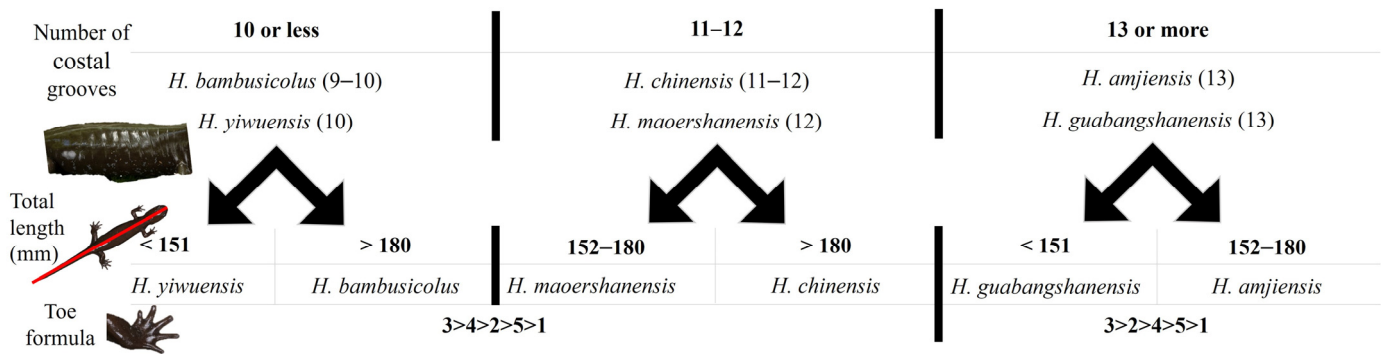 Number of costal grooves
10 or less
11–12
13 or more
H. bambusicolus (9–10)
H. chinensis (11–12)
H. amjiensis (13)
H. yiwuensis (10)
H. maoershanensis (12)
H. guabangshanensis (13)
Total length (mm)
< 151
> 180
152–180
> 180
< 151
152–180
H. yiwuensis
H. bambusicolus
H. maoershanensis
H. chinensis
H. guabangshanensis
H. amjiensis
Toe formula
3>4>2>5>1
3>2>4>5>1